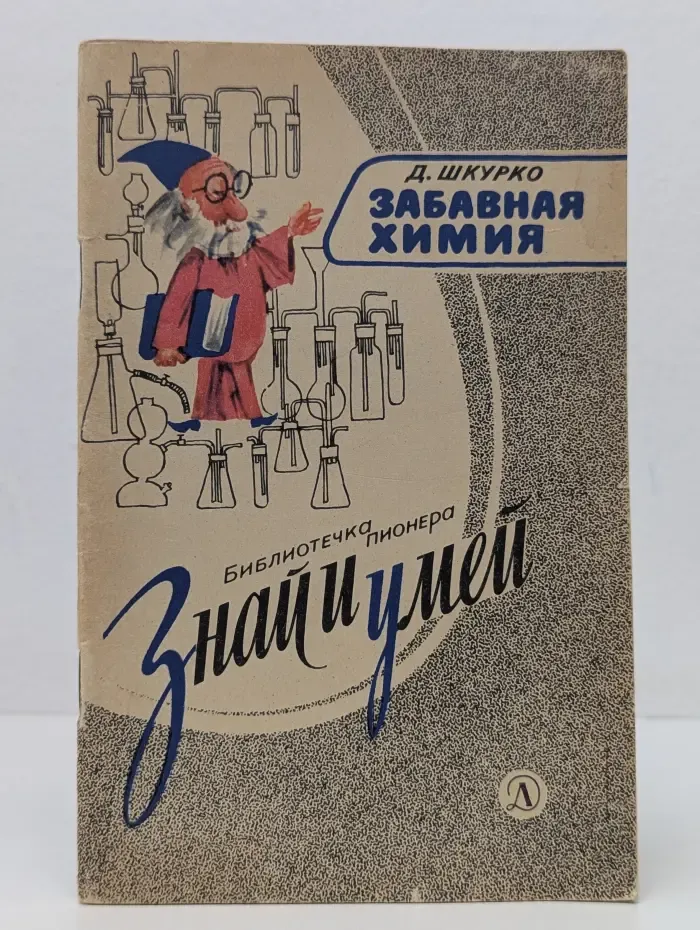 Д. ШКУРКО
ЗАБАВНАЯ
ХИМИЯ
Библиотечка пионера
Знай и умей
Д